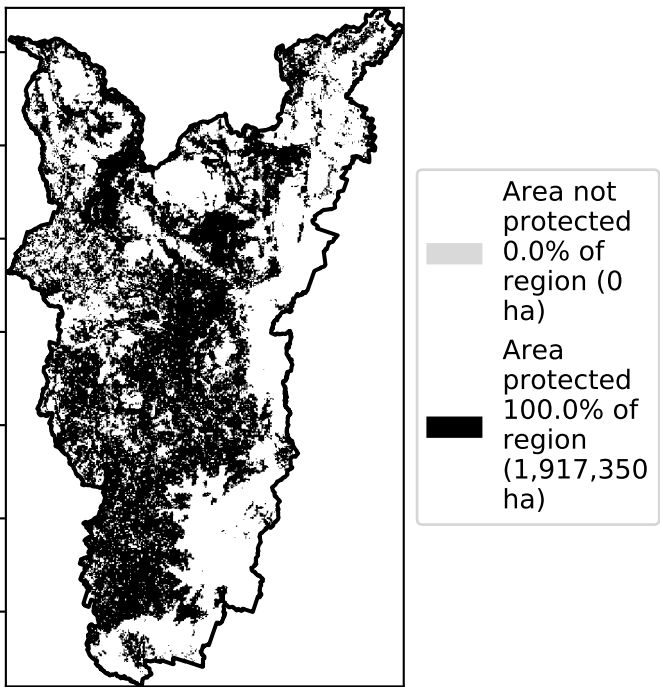 Area not
protected
0.0% of
region (0
ha)
Area
protected
100.0% of
region
(1,917,350
ha)